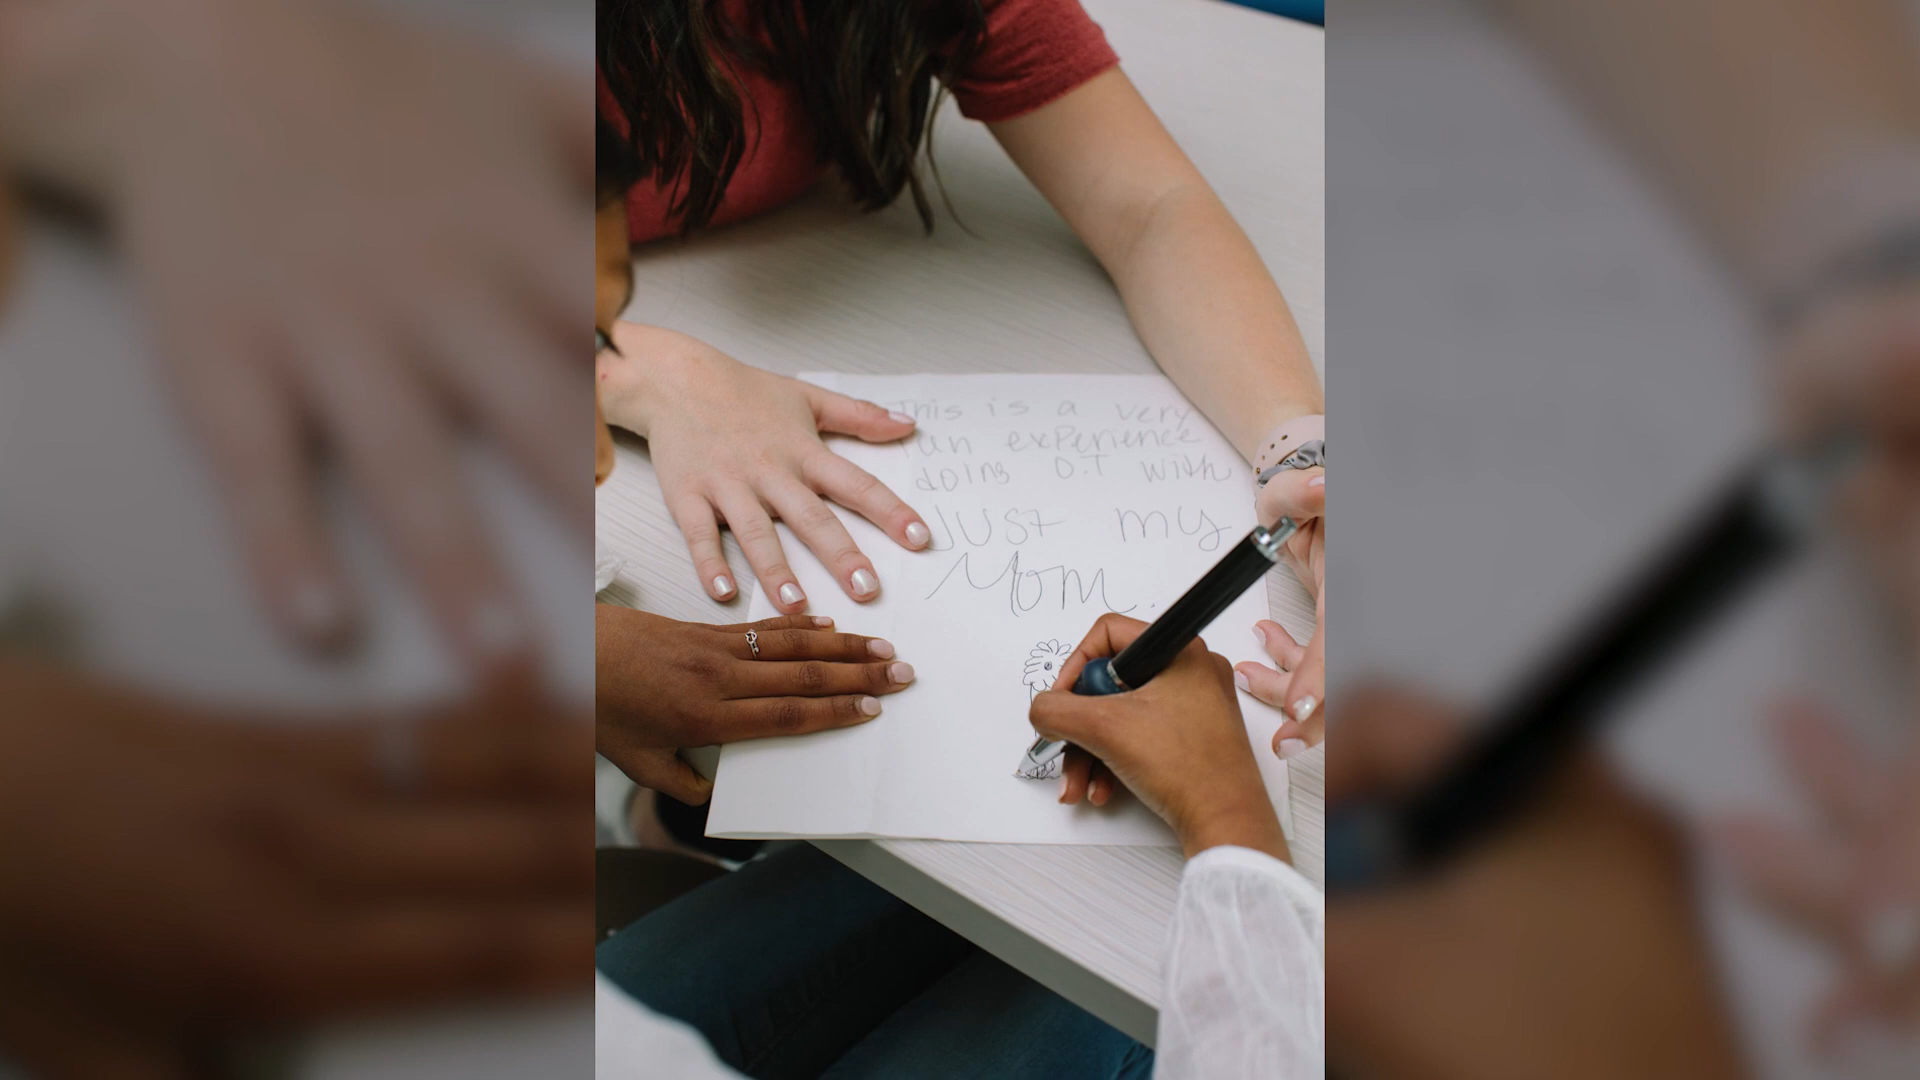 This is a very
fun experience
doing O.T with
JUST my
Mom.